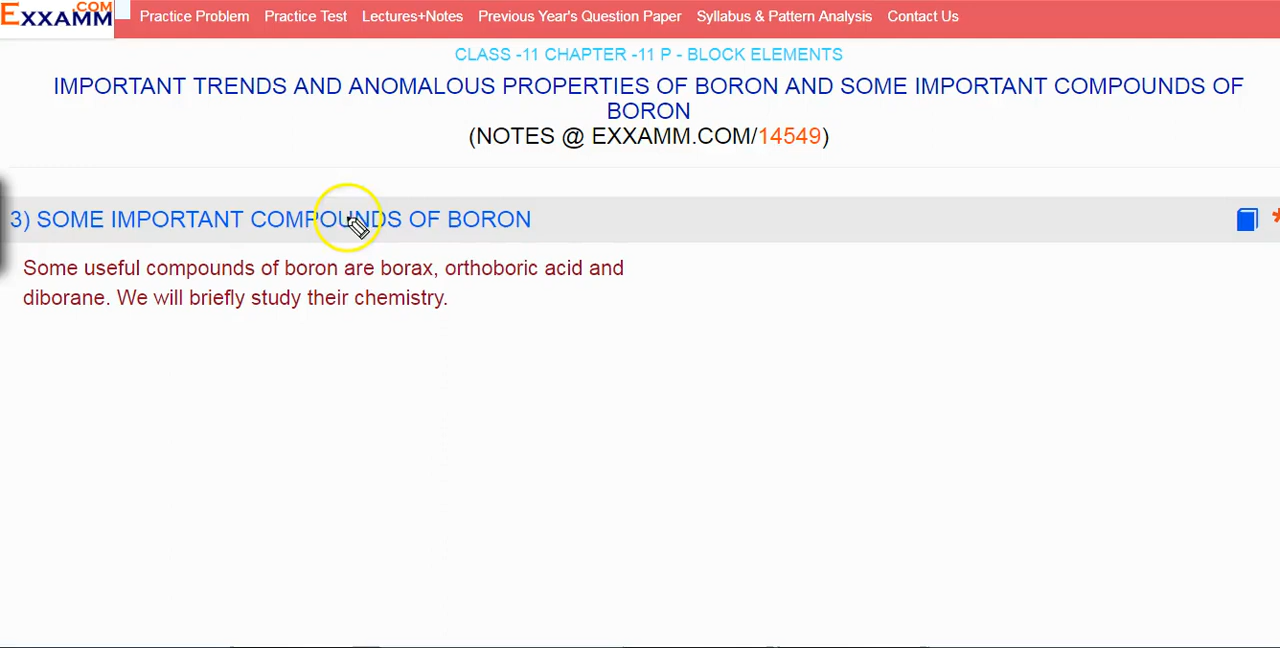 EXXAMM.COM
Practice Problem Practice Test Lectures+Notes Previous Year's Question Paper Syllabus & Pattern Analysis Contact Us
CLASS -11 CHAPTER -11 P - BLOCK ELEMENTS
IMPORTANT TRENDS AND ANOMALOUS PROPERTIES OF BORON AND SOME IMPORTANT COMPOUNDS OF
BORON
(NOTES @ EXXAMM.COM/14549)
3) SOME IMPORTANT COMPOUNDS OF BORON
Some useful compounds of boron are borax, orthoboric acid and
diborane. We will briefly study their chemistry.